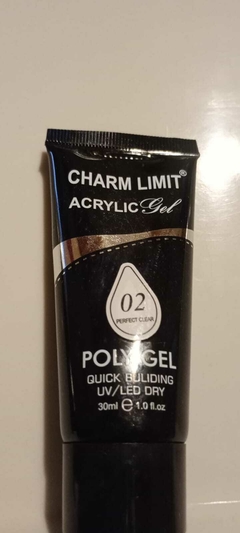 CHARM LIMIT®
ACRYLIC Gel
02
PERFECT CLEAR
POLY GEL
QUICK BULIDING
UV/LED DRY
30ml ℮ 1.0 fl.oz